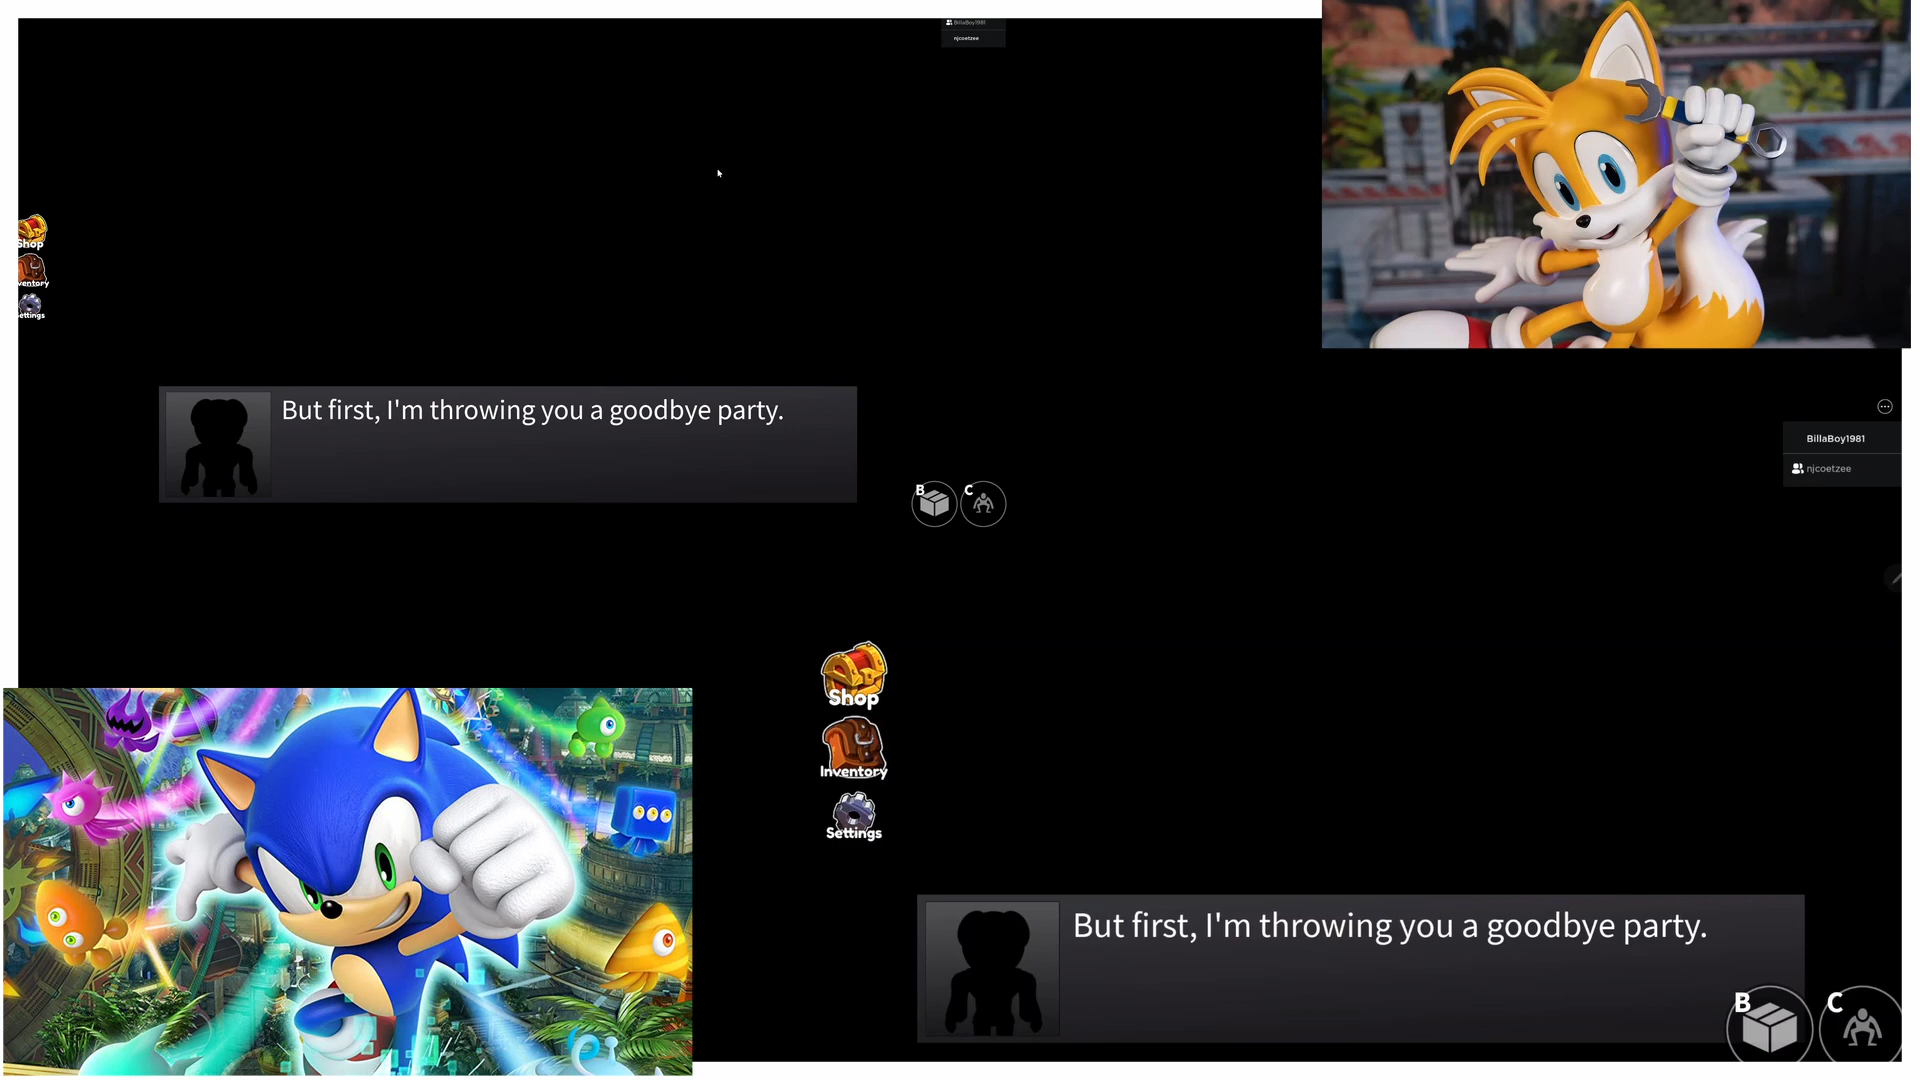 BillaBoy1981
njcoetzee
Shop
ventory
ettings
But first, I'm throwing you a goodbye party.
B
C
BillaBoy1981
njcoetzee
Shop
Inventory
Settings
But first, I'm throwing you a goodbye party.
B
C